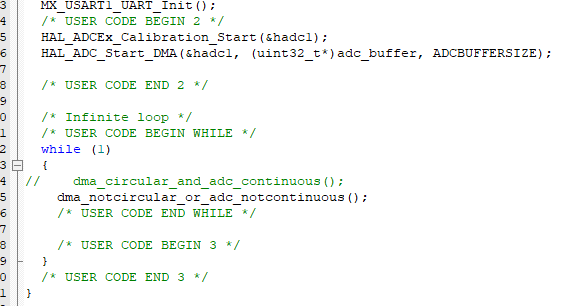 3 MX_USART1_UART_Init();
4 /* USER CODE BEGIN 2 */
5 HAL_ADCEx_Calibration_Start(&hadc1);
6 HAL_ADC_Start_DMA(&hadc1, (uint32_t*)adc_buffer, ADCBUFFERSIZE);
7
8 /* USER CODE END 2 */
9
0 /* Infinite loop */
1 /* USER CODE BEGIN WHILE */
2 while (1)
3 {
4 // dma_circular_and_adc_continuous();
5 dma_notcircular_or_adc_notcontinuous();
6 /* USER CODE END WHILE */
7
8 /* USER CODE BEGIN 3 */
9 }
0 /* USER CODE END 3 */
1 }